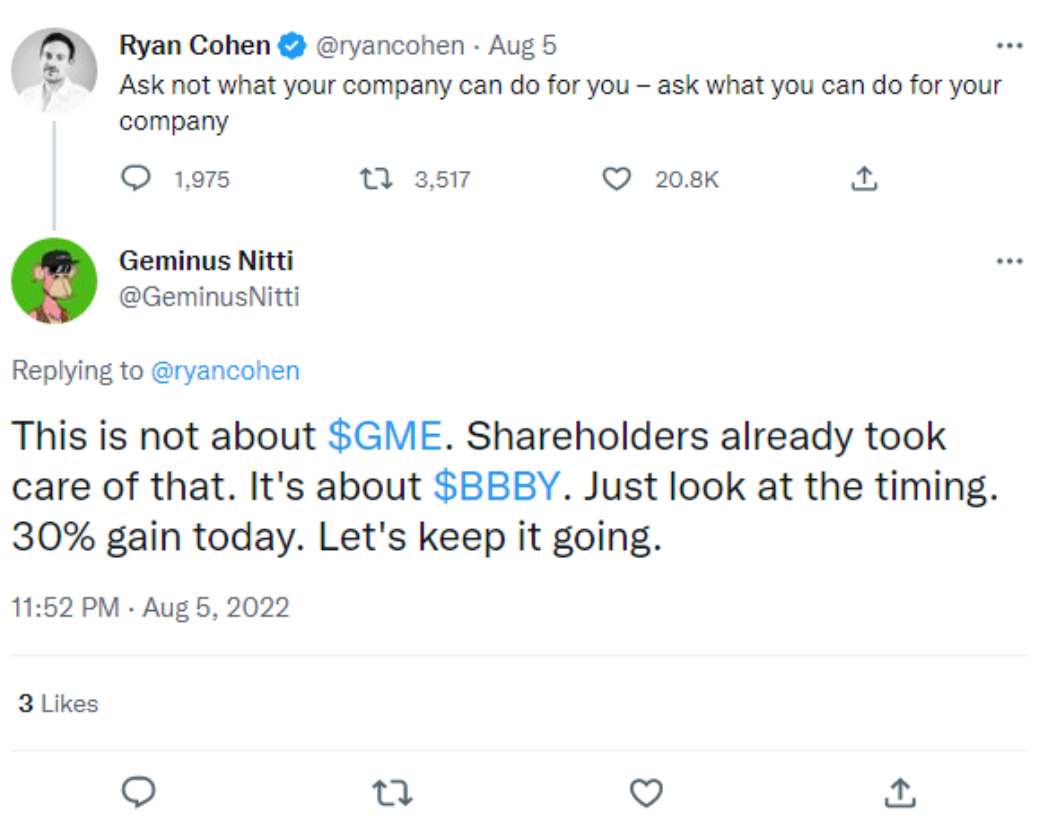 Ryan Cohen @ryancohen · Aug 5
Ask not what your company can do for you – ask what you can do for your
company
1,975 3,517 20.8K
Geminus Nitti
@GeminusNitti
Replying to @ryancohen
This is not about $GME. Shareholders already took
care of that. It's about $BBBY. Just look at the timing.
30% gain today. Let's keep it going.
11:52 PM · Aug 5, 2022
3 Likes